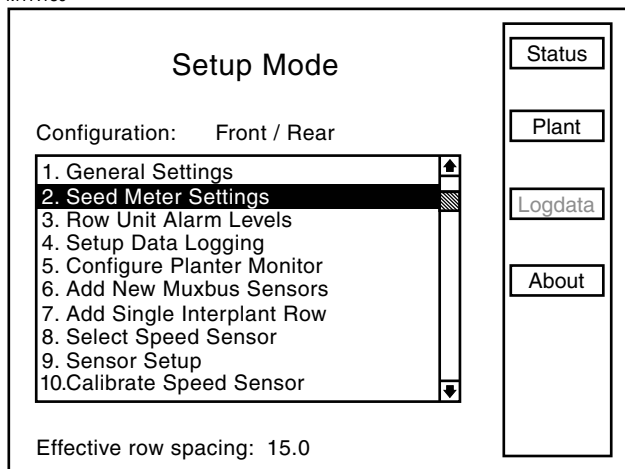 Setup Mode
Configuration: Front / Rear
1. General Settings
2. Seed Meter Settings
3. Row Unit Alarm Levels
4. Setup Data Logging
5. Configure Planter Monitor
6. Add New Muxbus Sensors
7. Add Single Interplant Row
8. Select Speed Sensor
9. Sensor Setup
10.Calibrate Speed Sensor
Effective row spacing: 15.0
Status
Plant
Logdata
About